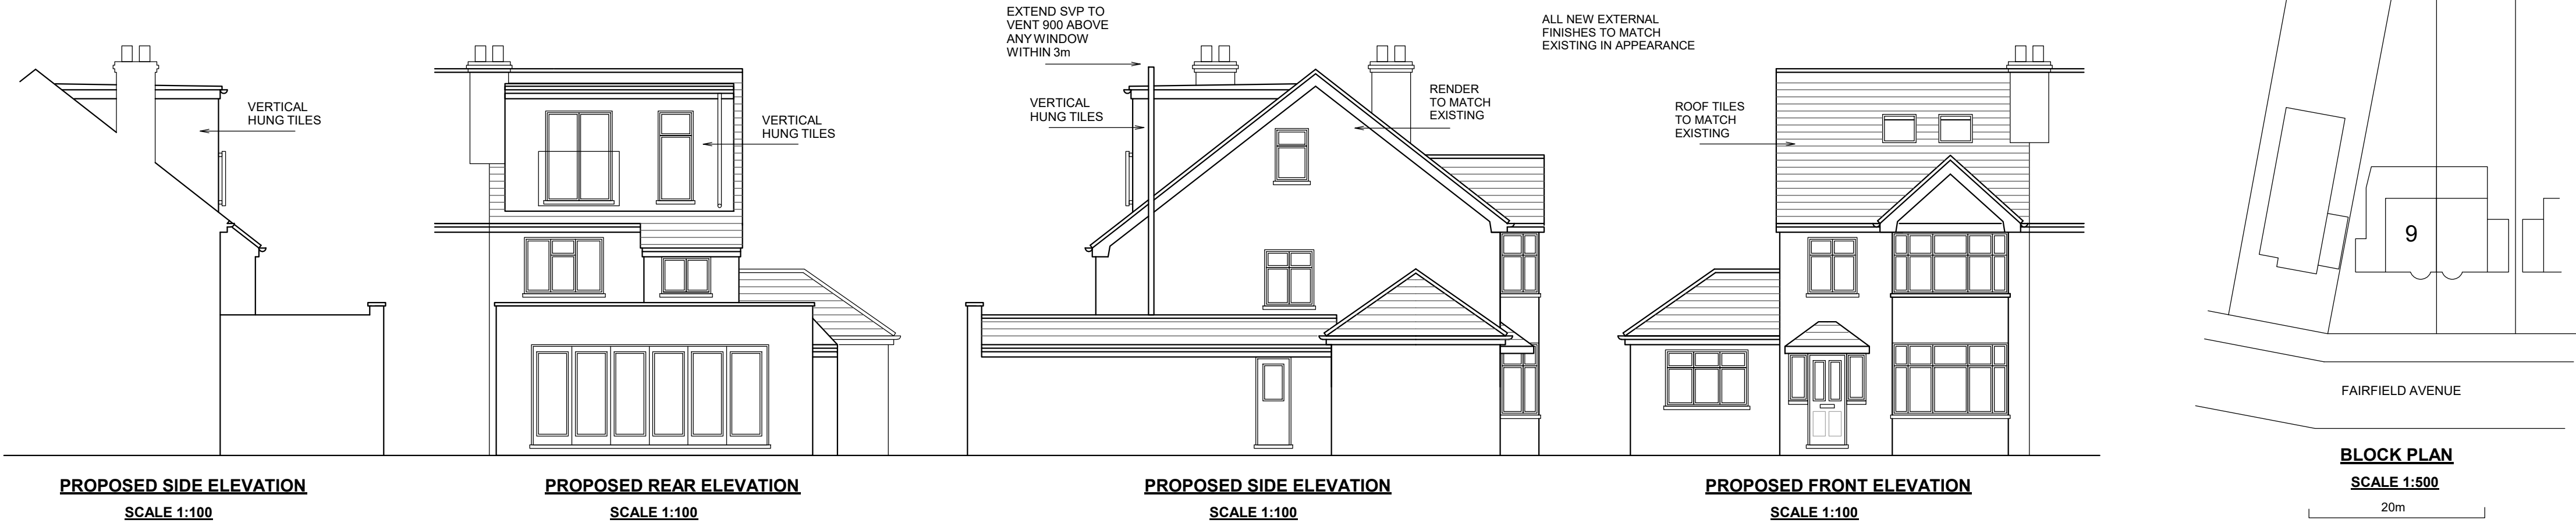 VERTICAL
HUNG TILES
PROPOSED SIDE ELEVATION
SCALE 1:100
VERTICAL
HUNG TILES
PROPOSED REAR ELEVATION
SCALE 1:100
EXTEND SVP TO
VENT 900 ABOVE
ANY WINDOW
WITHIN 3m
VERTICAL
HUNG TILES
RENDER
TO MATCH
EXISTING
PROPOSED SIDE ELEVATION
SCALE 1:100
ALL NEW EXTERNAL
FINISHES TO MATCH
EXISTING IN APPEARANCE
ROOF TILES
TO MATCH
EXISTING
PROPOSED FRONT ELEVATION
SCALE 1:100
9
FAIRFIELD AVENUE
BLOCK PLAN
SCALE 1:500
20m